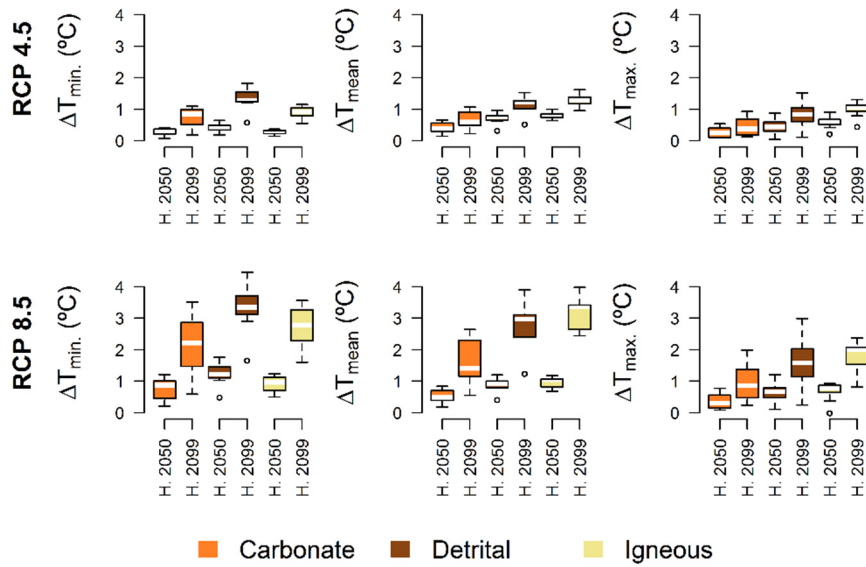 RCP 4.5
ΔTmin. (ºC)
4
3
2
1
0
H. 2050
H. 2099
H. 2050
H. 2099
H. 2050
H. 2099
ΔTmean (ºC)
4
3
2
1
0
H. 2050
H. 2099
H. 2050
H. 2099
H. 2050
H. 2099
ΔTmax. (ºC)
4
3
2
1
0
H. 2050
H. 2099
H. 2050
H. 2099
H. 2050
H. 2099
RCP 8.5
ΔTmin. (ºC)
4
3
2
1
0
H. 2050
H. 2099
H. 2050
H. 2099
H. 2050
H. 2099
ΔTmean (ºC)
4
3
2
1
0
H. 2050
H. 2099
H. 2050
H. 2099
H. 2050
H. 2099
ΔTmax. (ºC)
4
3
2
1
0
H. 2050
H. 2099
H. 2050
H. 2099
H. 2050
H. 2099
Carbonate Detrital Igneous